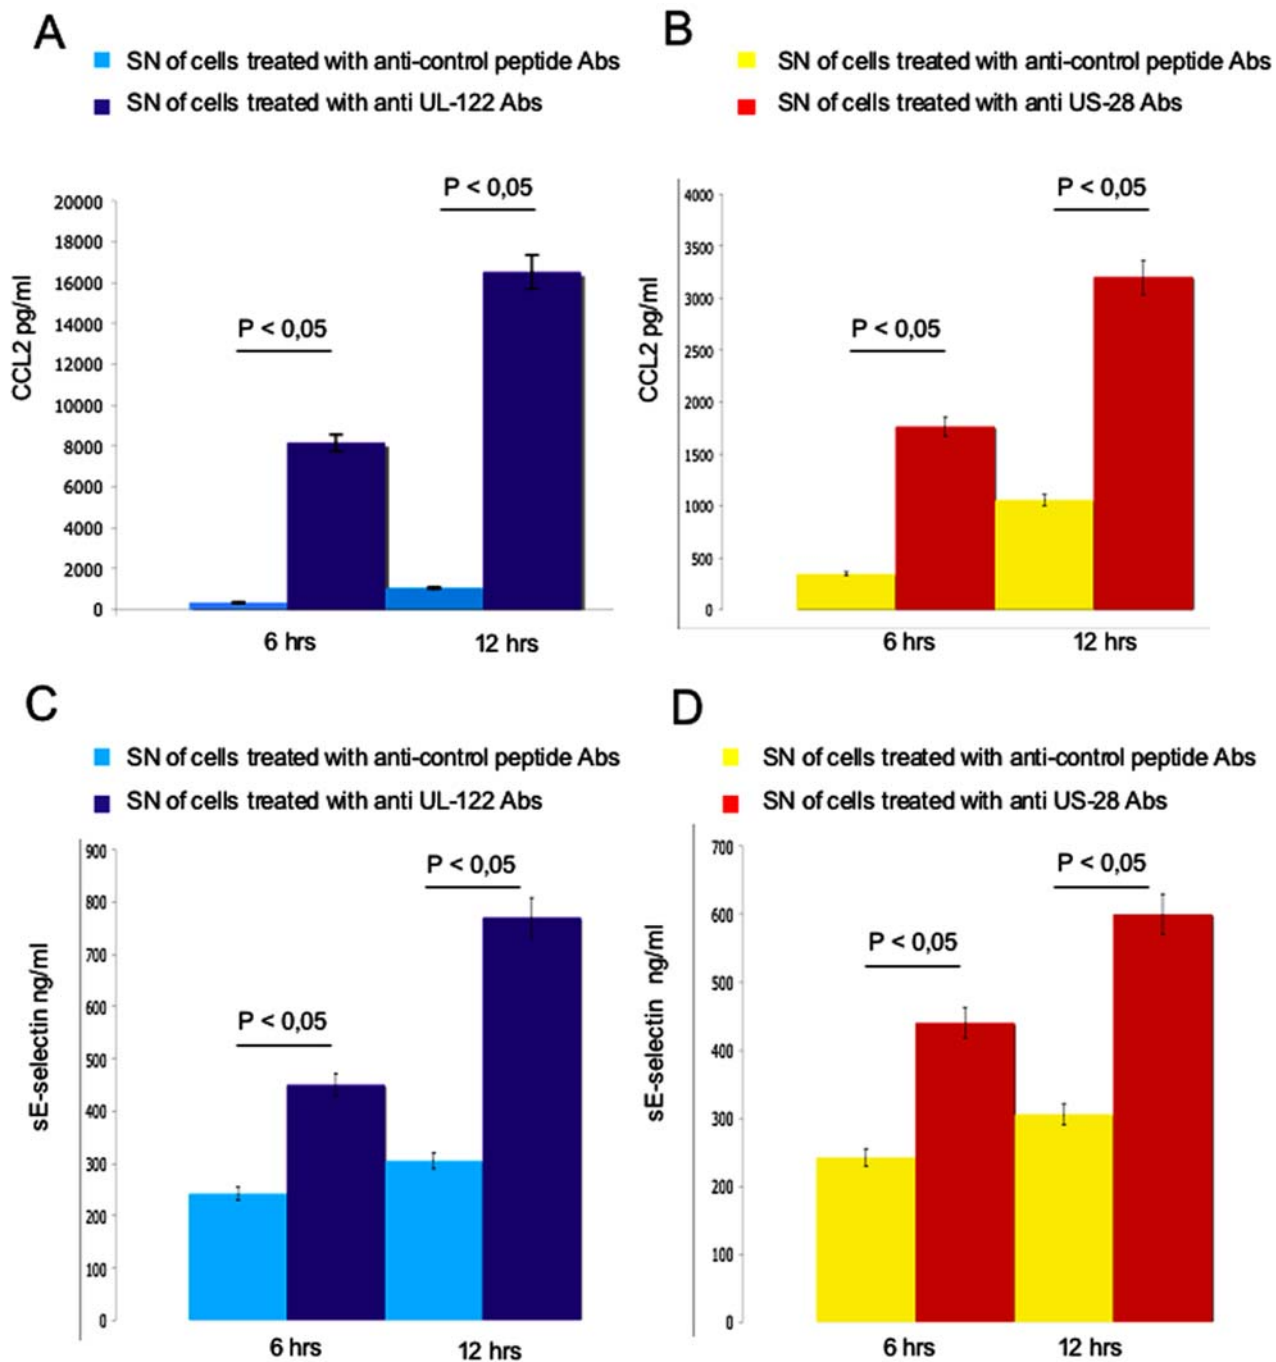 A
SN of cells treated with anti-control peptide Abs
SN of cells treated with anti UL-122 Abs
P < 0,05
P < 0,05
CCL2 pg/ml
20000
18000
16000
14000
12000
10000
8000
6000
4000
2000
0
6 hrs
12 hrs
B
SN of cells treated with anti-control peptide Abs
SN of cells treated with anti US-28 Abs
P < 0,05
P < 0,05
CCL2 pg/ml
4000
3500
3000
2500
2000
1500
1000
500
0
6 hrs
12 hrs
C
SN of cells treated with anti-control peptide Abs
SN of cells treated with anti UL-122 Abs
P < 0,05
P < 0,05
sE-selectin ng/ml
900
800
700
600
500
400
300
200
100
0
6 hrs
12 hrs
D
SN of cells treated with anti-control peptide Abs
SN of cells treated with anti US-28 Abs
P < 0,05
P < 0,05
sE-selectin ng/ml
700
600
500
400
300
200
100
0
6 hrs
12 hrs